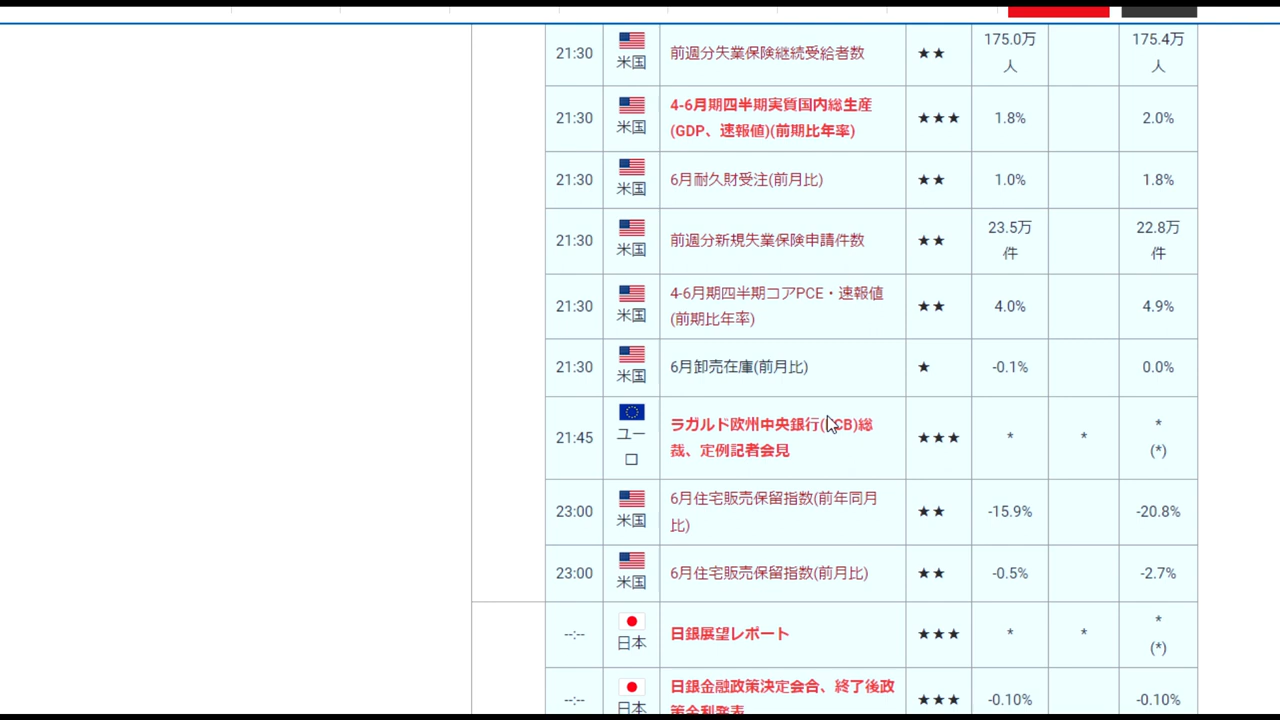 21:30 米国 前週分失業保険継続受給者数 ★★ 175.0万人 175.4万人
21:30 米国 4-6月期四半期実質国内総生産
(GDP、速報値)(前期比年率) ★★★ 1.8% 2.0%
21:30 米国 6月耐久財受注(前月比) ★★ 1.0% 1.8%
21:30 米国 前週分新規失業保険申請件数 ★★ 23.5万件 22.8万件
21:30 米国 4-6月期四半期コアPCE・速報値
(前期比年率) ★★ 4.0% 4.9%
21:30 米国 6月卸売在庫(前月比) ★ -0.1% 0.0%
21:45 ユーロ ラガルド欧州中央銀行(CB)総
裁、定例記者会見 ★★★ * * *
(*)
23:00 米国 6月住宅販売保留指数(前年同月
比) ★★ -15.9% -20.8%
23:00 米国 6月住宅販売保留指数(前月比) ★★ -0.5% -2.7%
--:-- 日本 日銀展望レポート ★★★ * * *
(*)
--:-- 日本 日銀金融政策決定会合、終了後政
策金利発表 ★★★ -0.10% -0.10%